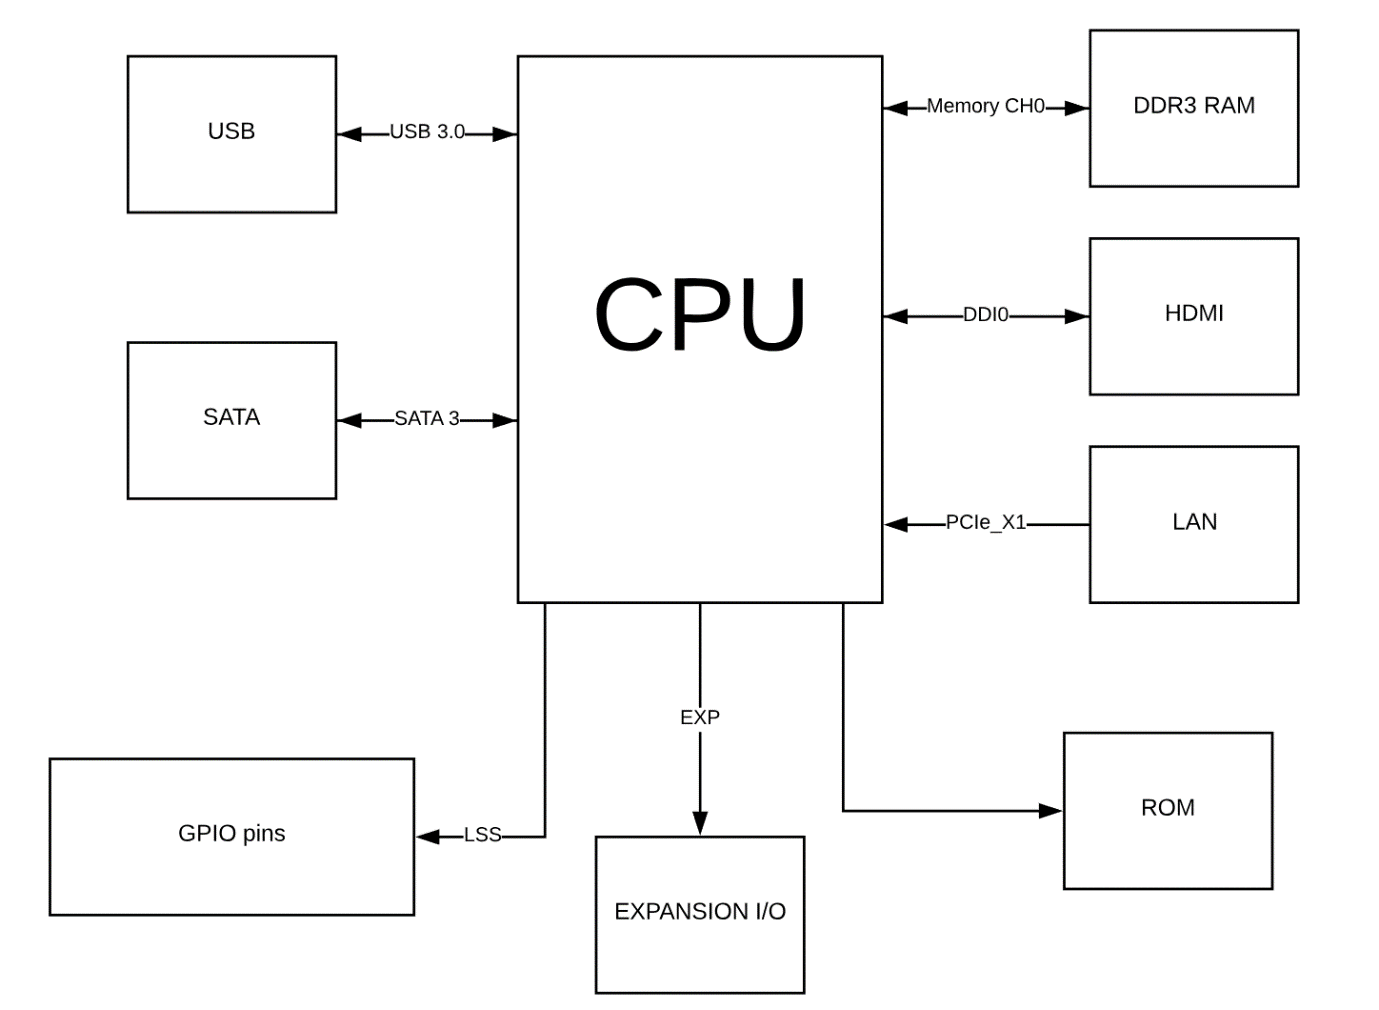 USB
USB 3.0
CPU
Memory CH0
DDR3 RAM
DDI0
HDMI
SATA
SATA 3
PCIe_X1
LAN
EXP
GPIO pins
LSS
ROM
EXPANSION I/O